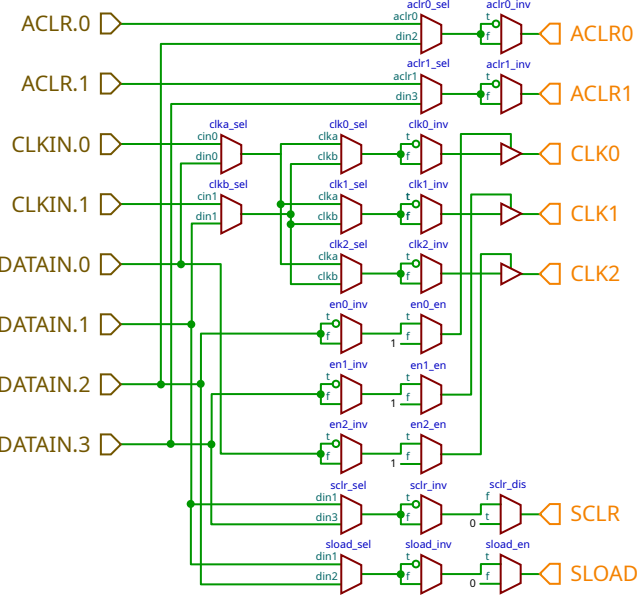 aclr0_sel aclr0_inv
ACLR.0 aclr0 t ACLR0
din2 f
aclr1_sel aclr1_inv
ACLR.1 aclr1 t ACLR1
din3 f
clka_sel clk0_sel clk0_inv
CLKIN.0 cin0 clka t CLK0
din0 clkb f
clkb_sel clk1_sel clk1_inv
CLKIN.1 cin1 clka t CLK1
din1 clkb f
clk2_sel clk2_inv
DATAIN.0 clka t CLK2
clkb f
en0_inv en0_en
DATAIN.1 t t
f f
1
en1_inv en1_en
DATAIN.2 t t
f f
1
en2_inv en2_en
DATAIN.3 t t
f f
1
sclr_sel sclr_inv sclr_dis
din1 t f SCLR
din3 f t
0
sload_sel sload_inv sload_en
din1 t t SLOAD
din2 f f
0